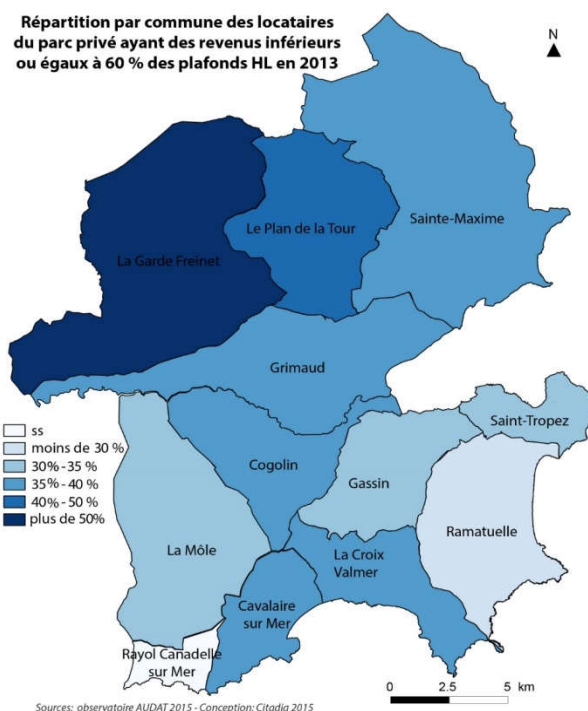 Répartition par commune des locataires
du parc privé ayant des revenus inférieurs
ou égaux à 60 % des plafonds HL en 2013
N
Sainte-Maxime
Le Plan de la Tour
La Garde Freinet
Grimaud
Saint-Tropez
ss
moins de 30 %
30%-35 %
35% - 40 %
40% - 50 %
plus de 50%
Cogolin
Gassin
Ramatuelle
La Môle
La Croix
Valmer
Cavalaire
sur Mer
Rayol Canadelle
sur Mer
0 2.5 5 km
Sources: observatoire AUDAT 2015 - Conception: Citadia 2015